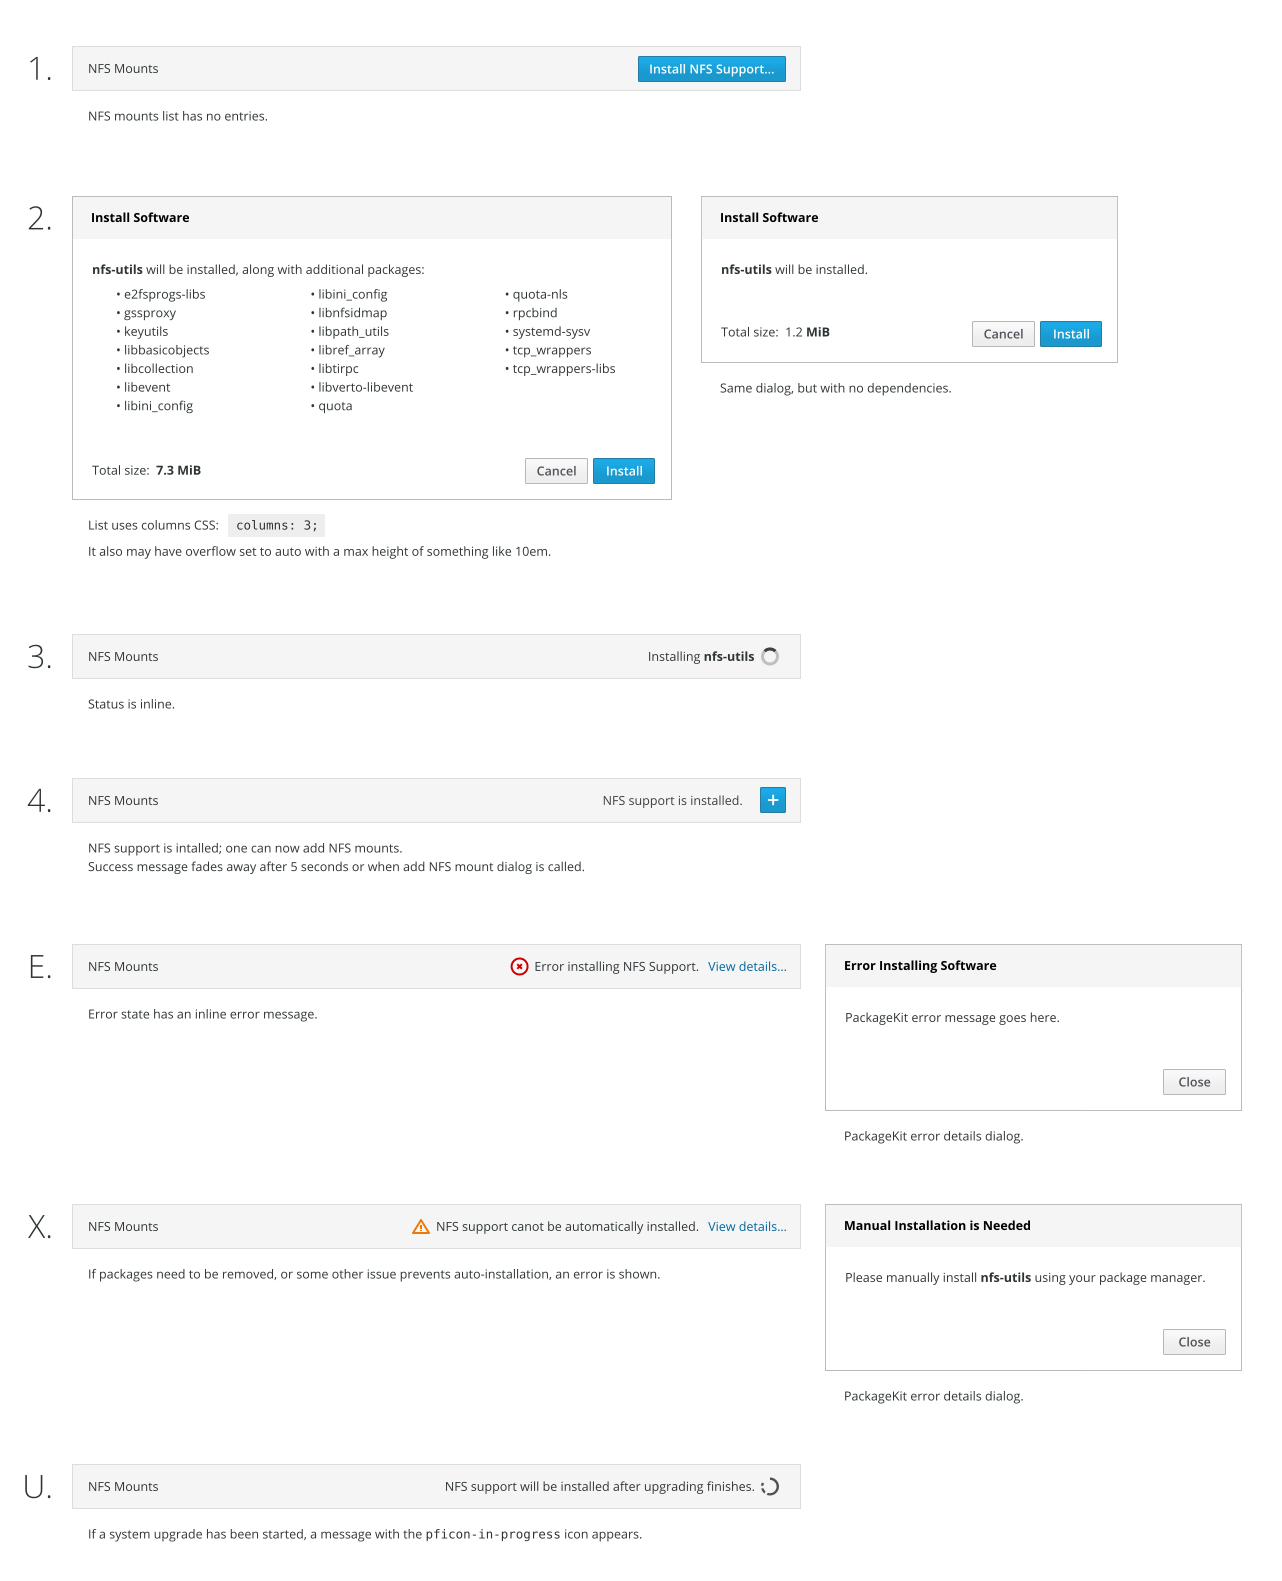 1.
NFS Mounts
Install NFS Support...
NFS mounts list has no entries.
2.
Install Software
nfs-utils will be installed, along with additional packages:
• e2fsprogs-libs
• gssproxy
• keyutils
• libbasicobjects
• libcollection
• libevent
• libini_config
• libini_config
• libnfsidmap
• libpath_utils
• libref_array
• libtirpc
• libverto-libevent
• quota
• quota-nls
• rpcbind
• systemd-sysv
• tcp_wrappers
• tcp_wrappers-libs
Total size: 7.3 MiB
Cancel
Install
List uses columns CSS: columns: 3;
It also may have overflow set to auto with a max height of something like 10em.
Install Software
nfs-utils will be installed.
Total size: 1.2 MiB
Cancel
Install
Same dialog, but with no dependencies.
3.
NFS Mounts
Installing nfs-utils
Status is inline.
4.
NFS Mounts
NFS support is installed.
+
NFS support is intalled; one can now add NFS mounts.
Success message fades away after 5 seconds or when add NFS mount dialog is called.
E.
NFS Mounts
Error installing NFS Support. View details...
Error state has an inline error message.
Error Installing Software
PackageKit error message goes here.
Close
PackageKit error details dialog.
X.
NFS Mounts
NFS support canot be automatically installed. View details...
If packages need to be removed, or some other issue prevents auto-installation, an error is shown.
Manual Installation is Needed
Please manually install nfs-utils using your package manager.
Close
PackageKit error details dialog.
U.
NFS Mounts
NFS support will be installed after upgrading finishes.
If a system upgrade has been started, a message with the pficon-in-progress icon appears.